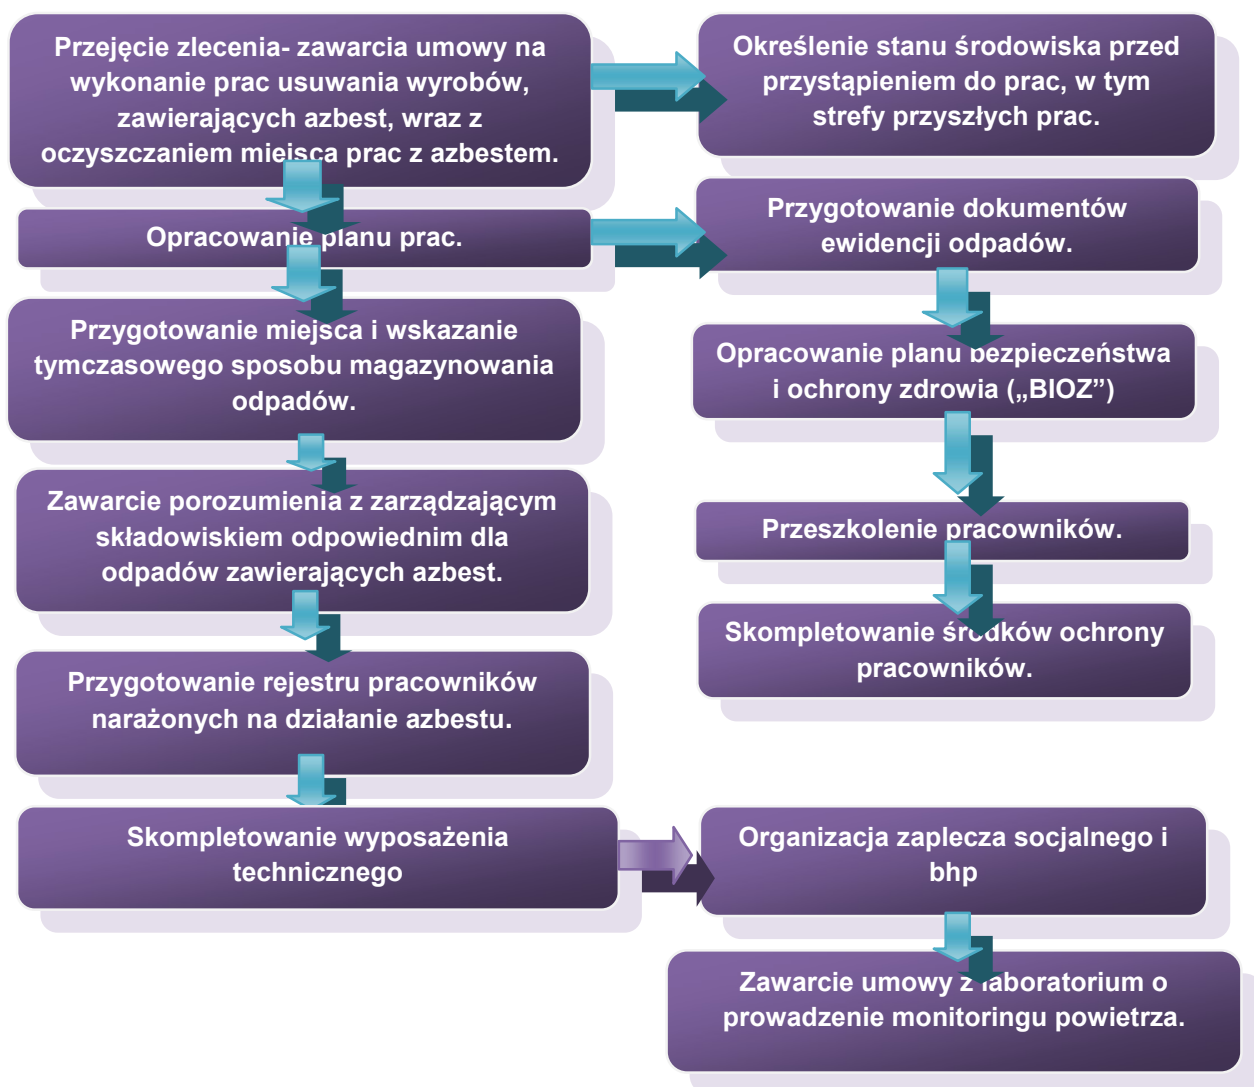 Przejęcie zlecenia- zawarcia umowy na
wykonanie prac usuwania wyrobów,
zawierających azbest, wraz z
oczyszczaniem miejsca prac z azbestem.
Określenie stanu środowiska przed
przystąpieniem do prac, w tym
strefy przyszłych prac.
Opracowanie planu prac.
Przygotowanie dokumentów
ewidencji odpadów.
Przygotowanie miejsca i wskazanie
tymczasowego sposobu magazynowania
odpadów.
Opracowanie planu bezpieczeństwa
i ochrony zdrowia („BIOZ”)
Zawarcie porozumienia z zarządzającym
składowiskiem odpowiednim dla
odpadów zawierających azbest.
Przeszkolenie pracowników.
Przygotowanie rejestru pracowników
narażonych na działanie azbestu.
Skompletowanie środków ochrony
pracowników.
Skompletowanie wyposażenia
technicznego
Organizacja zaplecza socjalnego i
bhp
Zawarcie umowy z laboratorium o
prowadzenie monitoringu powietrza.